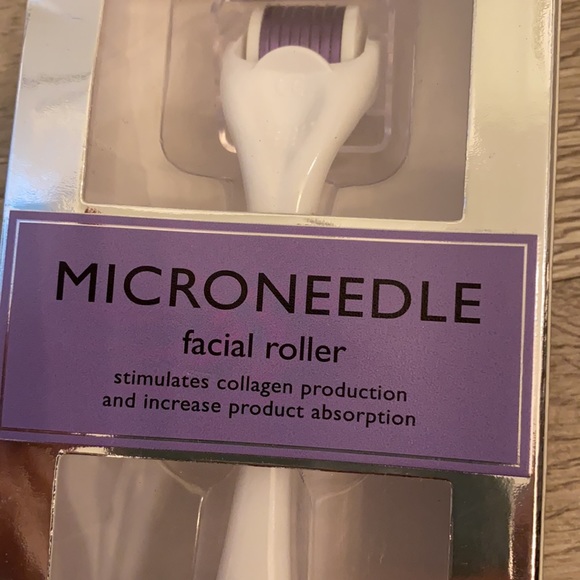 MICRONEEDLE
facial roller
stimulates collagen production
and increase product absorption